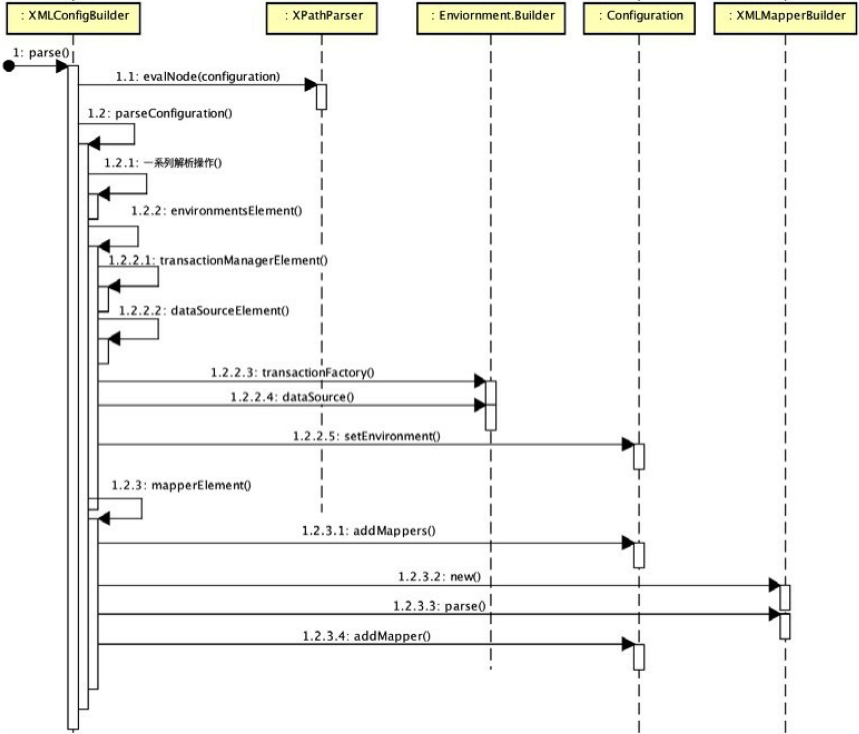 : XMLConfigBuilder
: XPathParser
: Enviornment.Builder
: Configuration
: XMLMapperBuilder
1: parse()
1.1: evalNode(configuration)
1.2: parseConfiguration()
1.2.1: 一系列解析操作()
1.2.2: environmentsElement()
1.2.2.1: transactionManagerElement()
1.2.2.2: dataSourceElement()
1.2.2.3: transactionFactory()
1.2.2.4: dataSource()
1.2.2.5: setEnvironment()
1.2.3: mapperElement()
1.2.3.1: addMappers()
1.2.3.2: new()
1.2.3.3: parse()
1.2.3.4: addMapper()